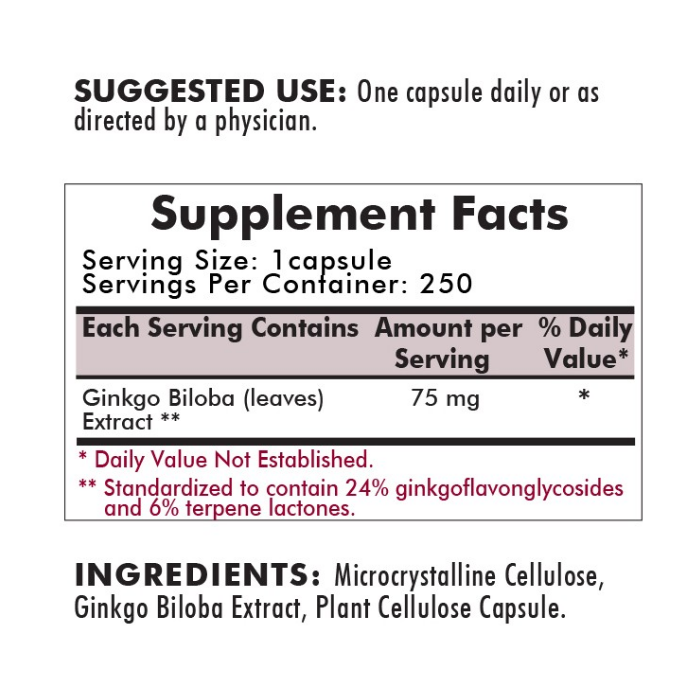 SUGGESTED USE: One capsule daily or as
directed by a physician.
Supplement Facts
Serving Size: 1capsule
Servings Per Container: 250
Each Serving Contains Amount per % Daily
Serving Value*
Ginkgo Biloba (leaves) 75 mg *
Extract **
* Daily Value Not Established.
** Standardized to contain 24% ginkgoflavonglycosides
and 6% terpene lactones.
INGREDIENTS: Microcrystalline Cellulose,
Ginkgo Biloba Extract, Plant Cellulose Capsule.